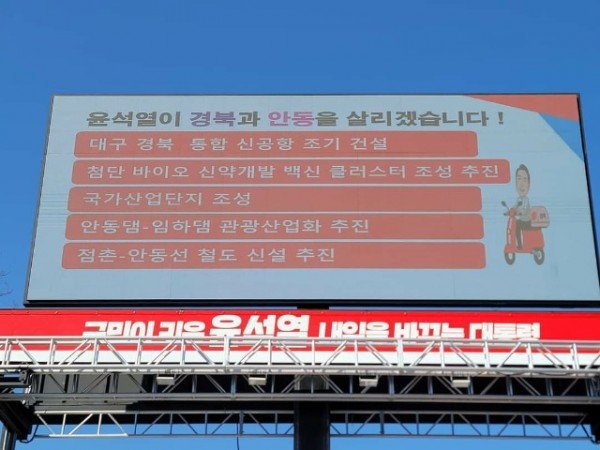 윤석열이 경북과 안동을 살리겠습니다 !
대구 경북 통합 신공항 조기 건설
첨단 바이오 신약개발 백신 클러스터 조성 추진
국가산업단지 조성
안동댐-임하댐 관광산업화 추진
점촌-안동선 철도 신설 추진
국민이 키운 윤석열 내일을 바꾸는 대통령